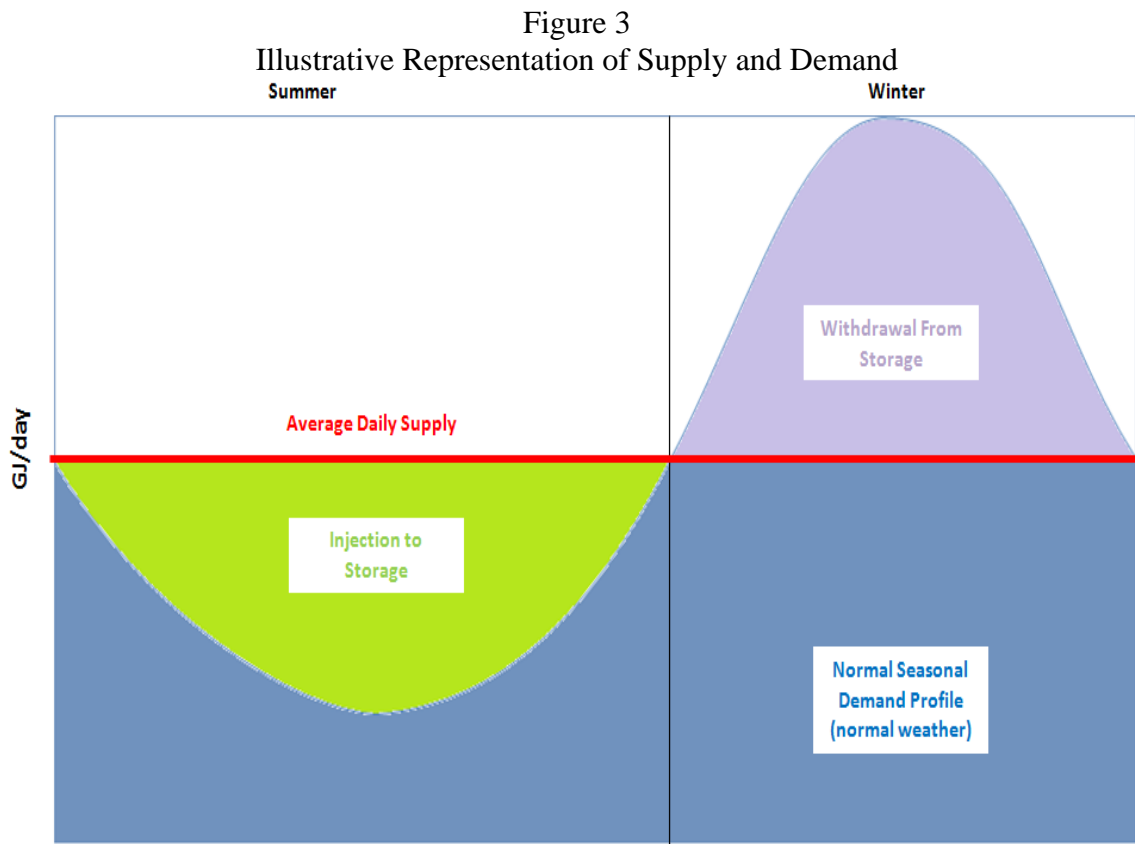 Figure 3
Illustrative Representation of Supply and Demand
Summer
Winter
Withdrawal From
Storage
Average Daily Supply
GJ/day
Injection to
Storage
Normal Seasonal
Demand Profile
(normal weather)